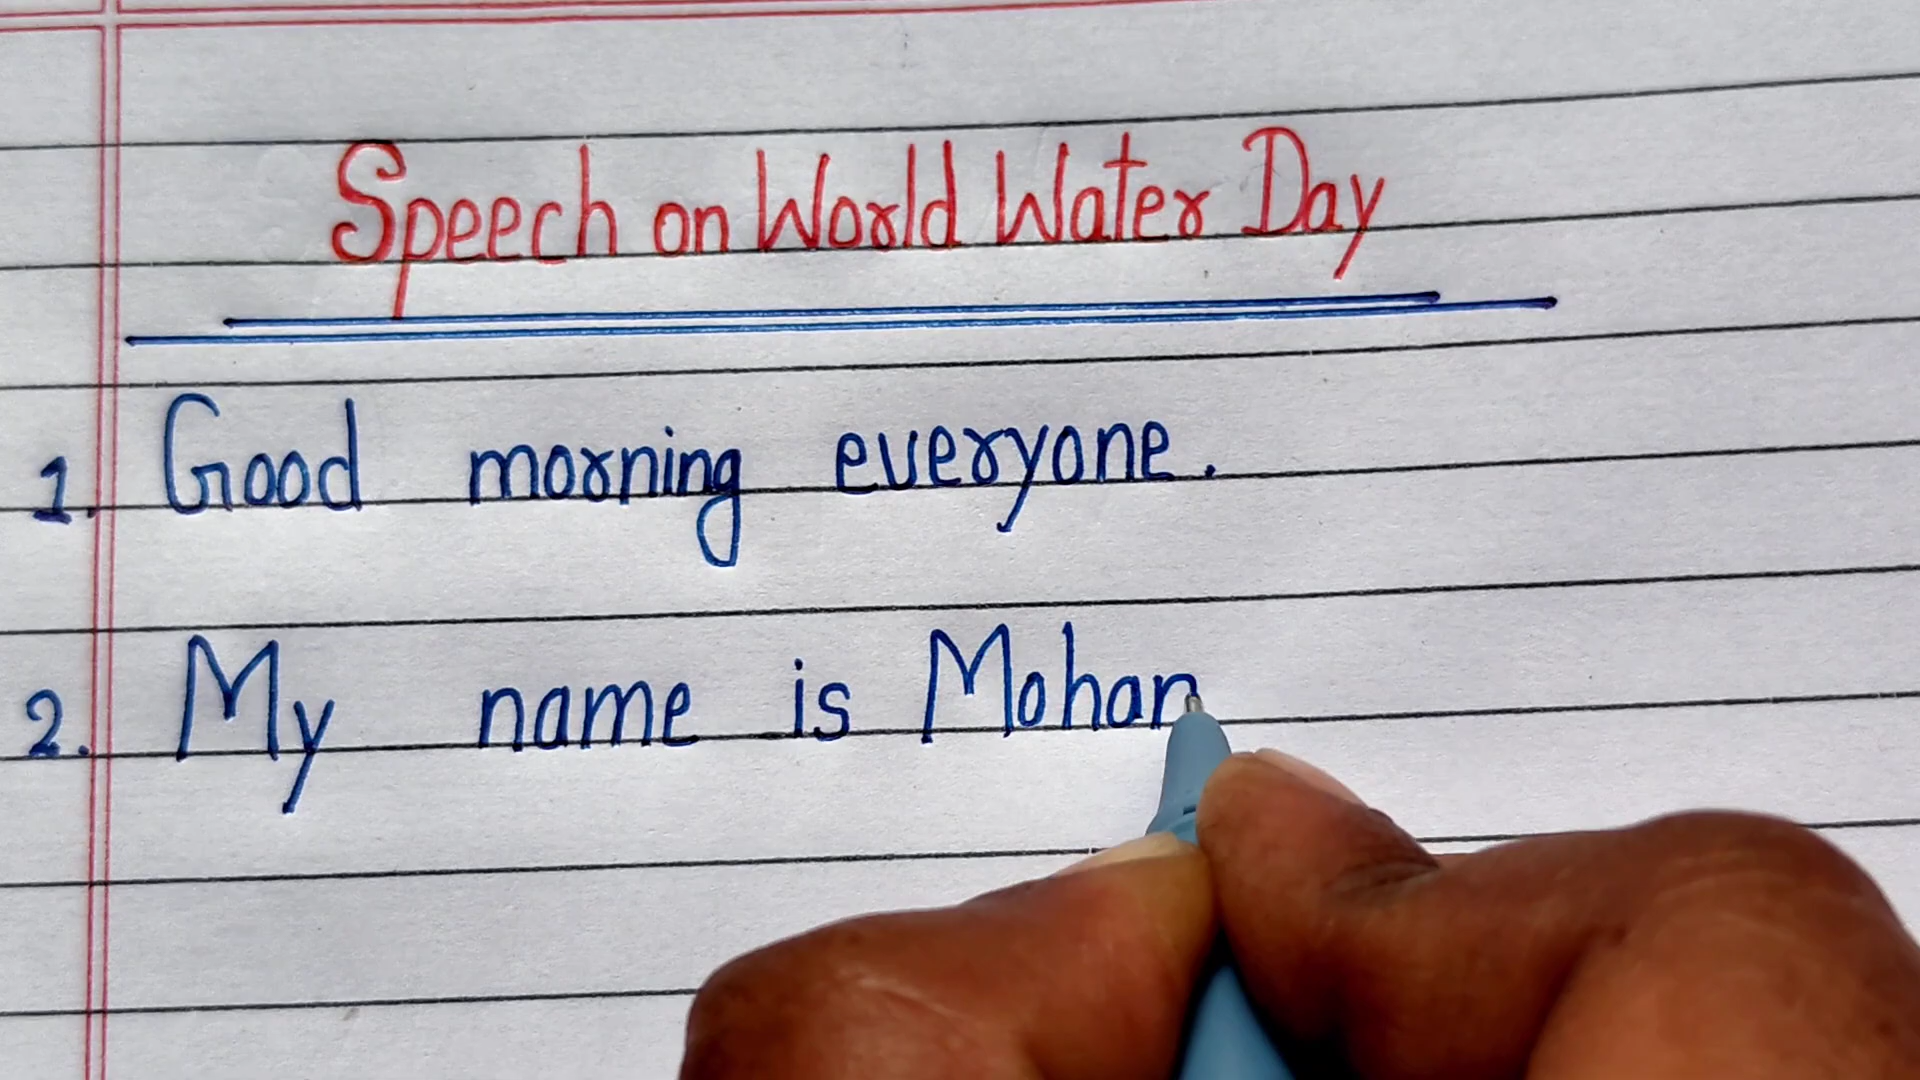 Speech on World Water Day
1. Good morning everyone.
2. My name is Mohan